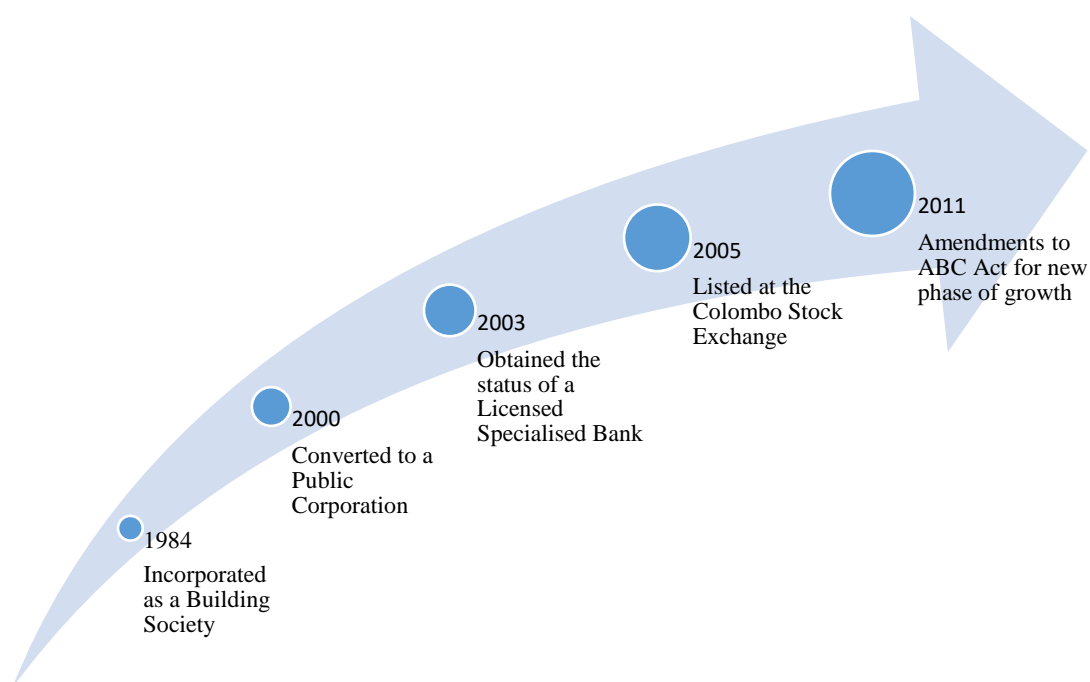 1984
Incorporated
as a Building
Society
2000
Converted to a
Public
Corporation
2003
Obtained the
status of a
Licensed
Specialised Bank
2005
Listed at the
Colombo Stock
Exchange
2011
Amendments to
ABC Act for new
phase of growth